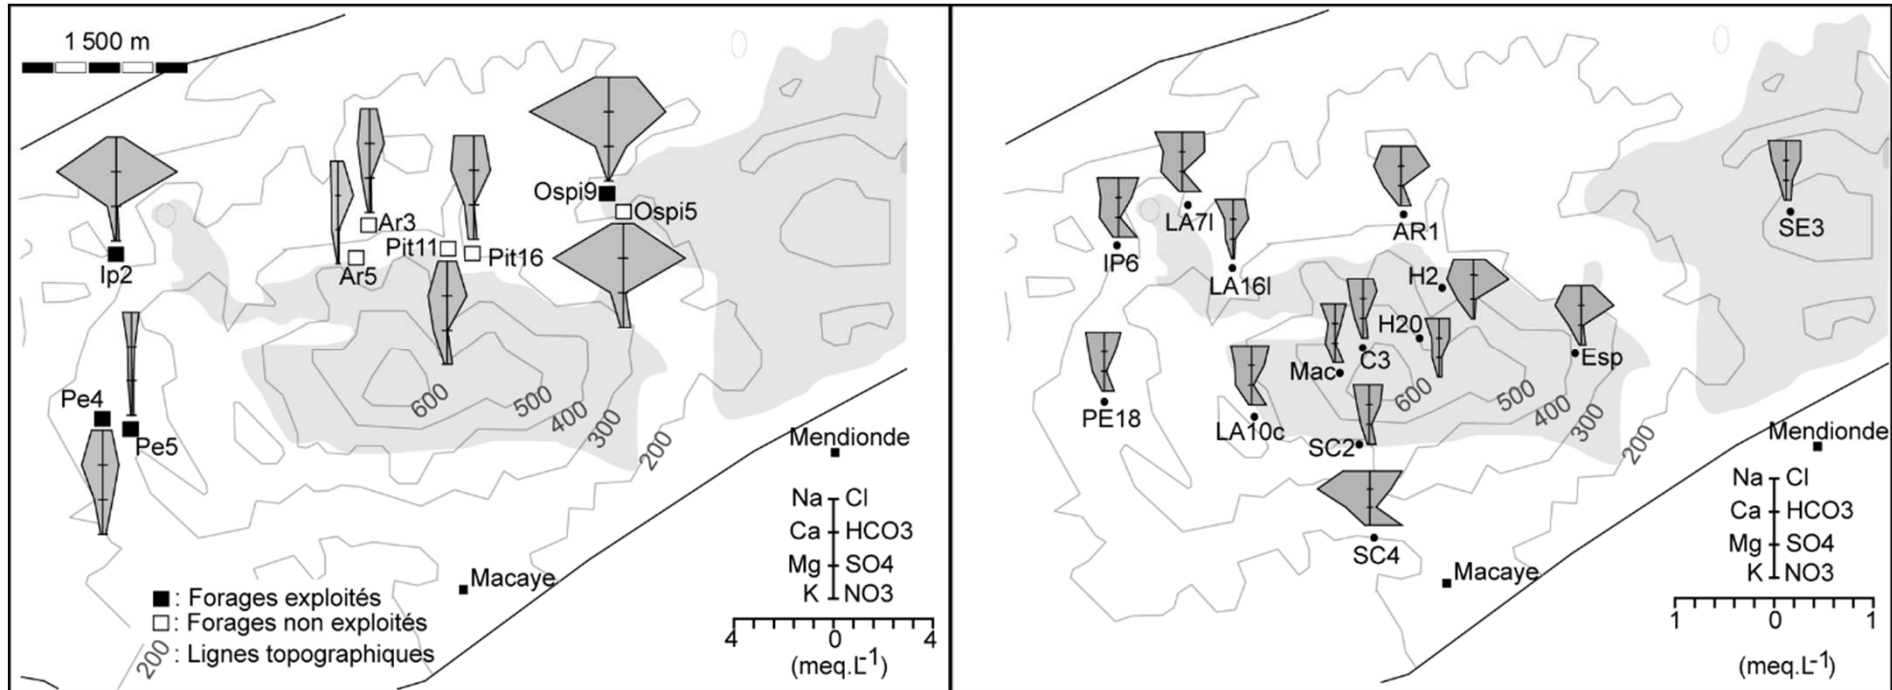 1 500 m
Ospi9
Ospi5
Ar3
Pit11
Pit16
Ar5
Ip2
Pe4
Pe5
600
500
400
300
200
Mendionde
Na Cl
Ca HCO3
Mg SO4
K NO3
Macaye
: Forages exploités
: Forages non exploités
: Lignes topographiques
200
4 0 4
(meq.L-1)
LA7l
AR1
SE3
IP6
LA16l
H2
H20
C3
Mac
Esp
PE18
LA10c
SC2
600
500
400
300
200
SC4
Mendionde
Na Cl
Ca HCO3
Mg SO4
K NO3
Macaye
1 0 1
(meq.L-1)